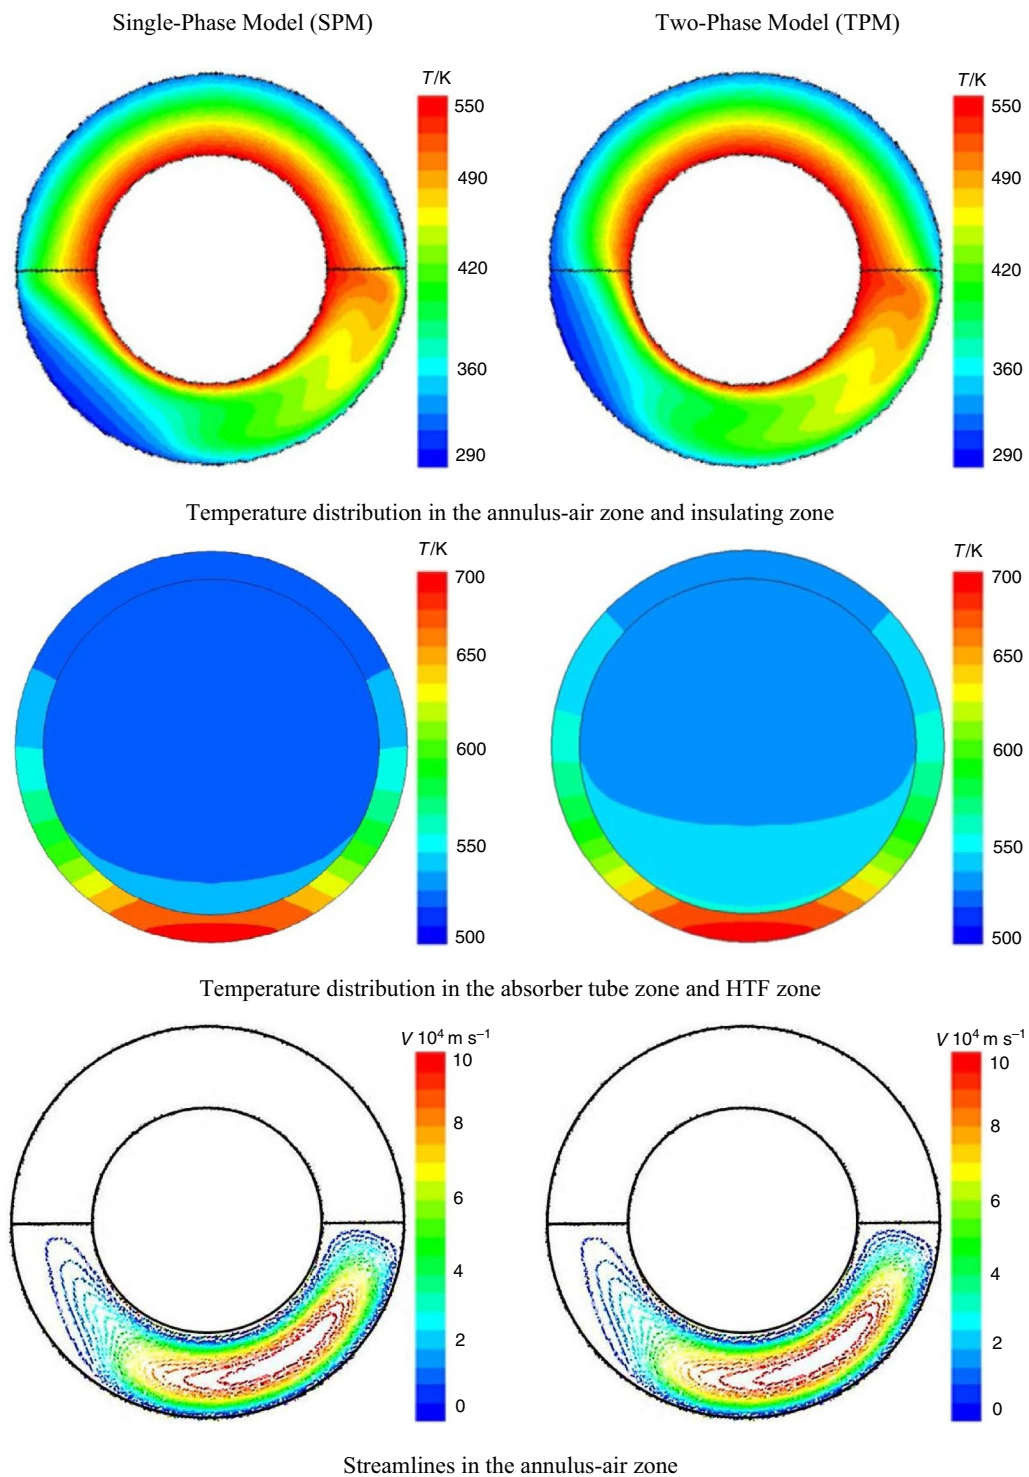 Single-Phase Model (SPM) Two-Phase Model (TPM)
T/K T/K
550 550
490 490
420 420
360 360
290 290
Temperature distribution in the annulus-air zone and insulating zone
T/K T/K
700 700
650 650
600 600
550 550
500 500
Temperature distribution in the absorber tube zone and HTF zone
V 10⁴ m s⁻¹ V 10⁴ m s⁻¹
10 10
8 8
6 6
4 4
2 2
0 0
Streamlines in the annulus-air zone